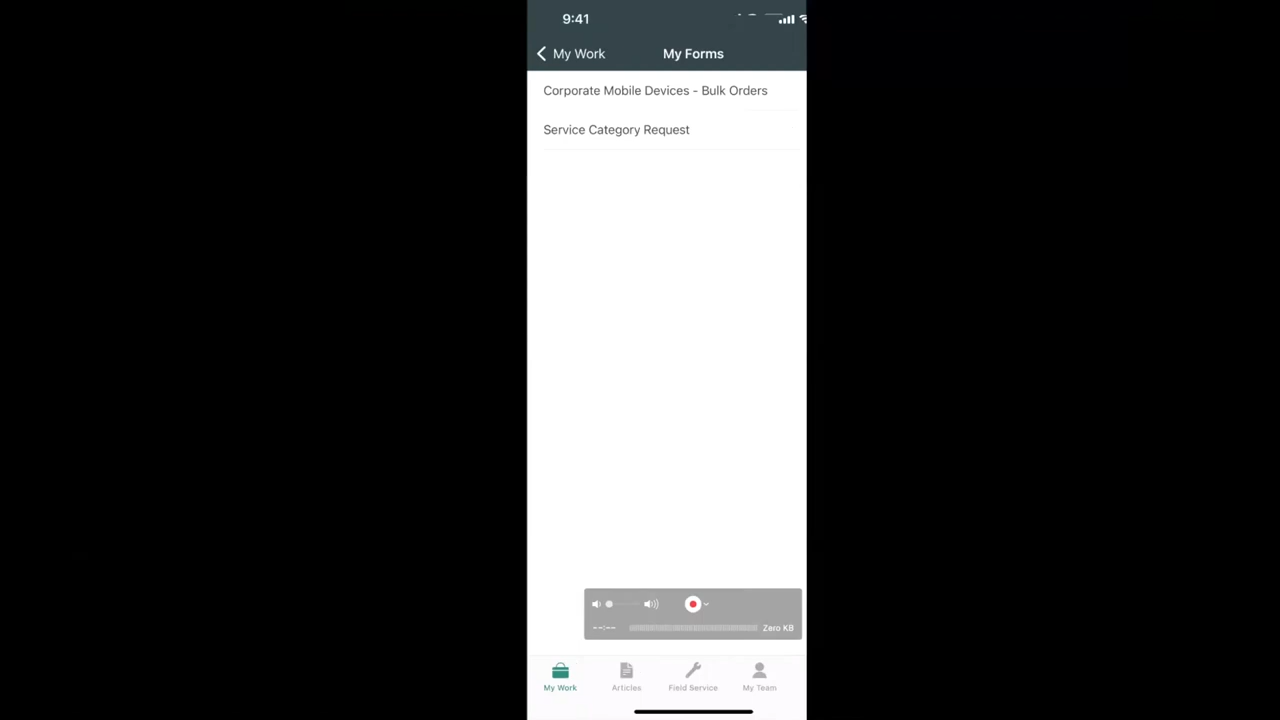 9:41
My Work
My Forms
Corporate Mobile Devices - Bulk Orders
Service Category Request
--:--
Zero KB
My Work
Articles
Field Service
My Team